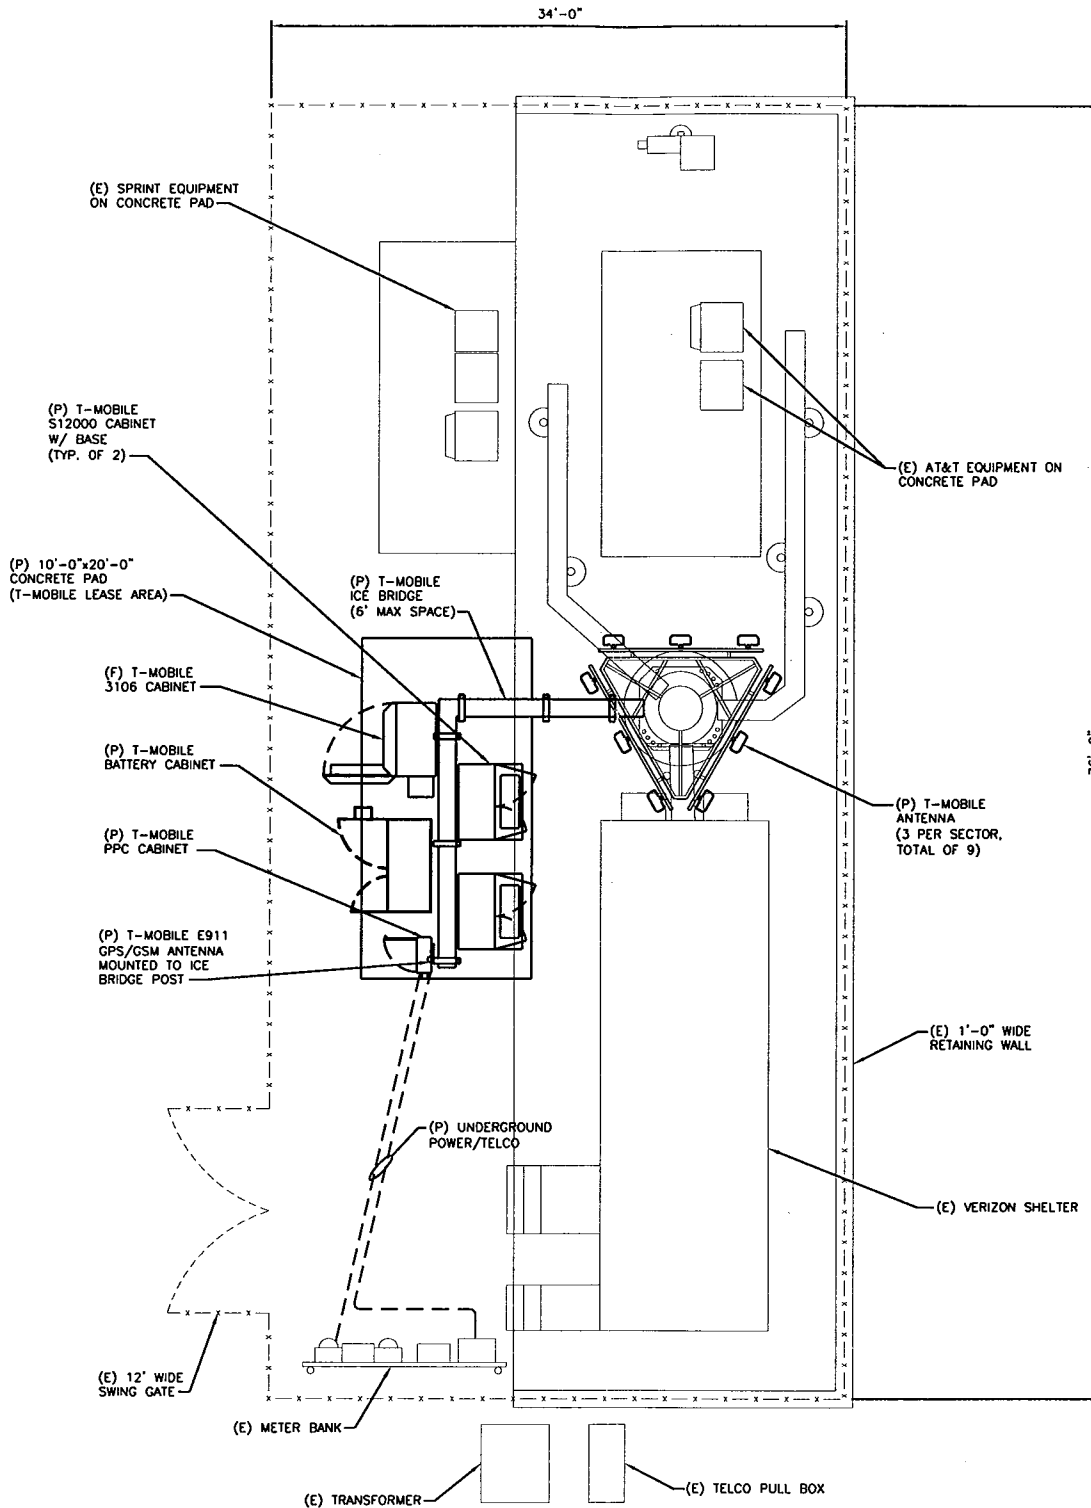 34'-0"
(E) SPRINT EQUIPMENT
ON CONCRETE PAD
(P) T-MOBILE
S12000 CABINET
W/ BASE
(TYP. OF 2)
(E) AT&T EQUIPMENT ON
CONCRETE PAD
(P) 10'-0"x20'-0"
CONCRETE PAD
(T-MOBILE LEASE AREA)
(P) T-MOBILE
ICE BRIDGE
(6' MAX SPACE)
(F) T-MOBILE
3106 CABINET
(P) T-MOBILE
BATTERY CABINET
(P) T-MOBILE
PPC CABINET
(P) T-MOBILE
ANTENNA
(3 PER SECTOR,
TOTAL OF 9)
(P) T-MOBILE E911
GPS/GSM ANTENNA
MOUNTED TO ICE
BRIDGE POST
(E) 1'-0" WIDE
RETAINING WALL
(P) UNDERGROUND
POWER/TELCO
(E) VERIZON SHELTER
(E) 12' WIDE
SWING GATE
(E) METER BANK
(E) TRANSFORMER
(E) TELCO PULL BOX